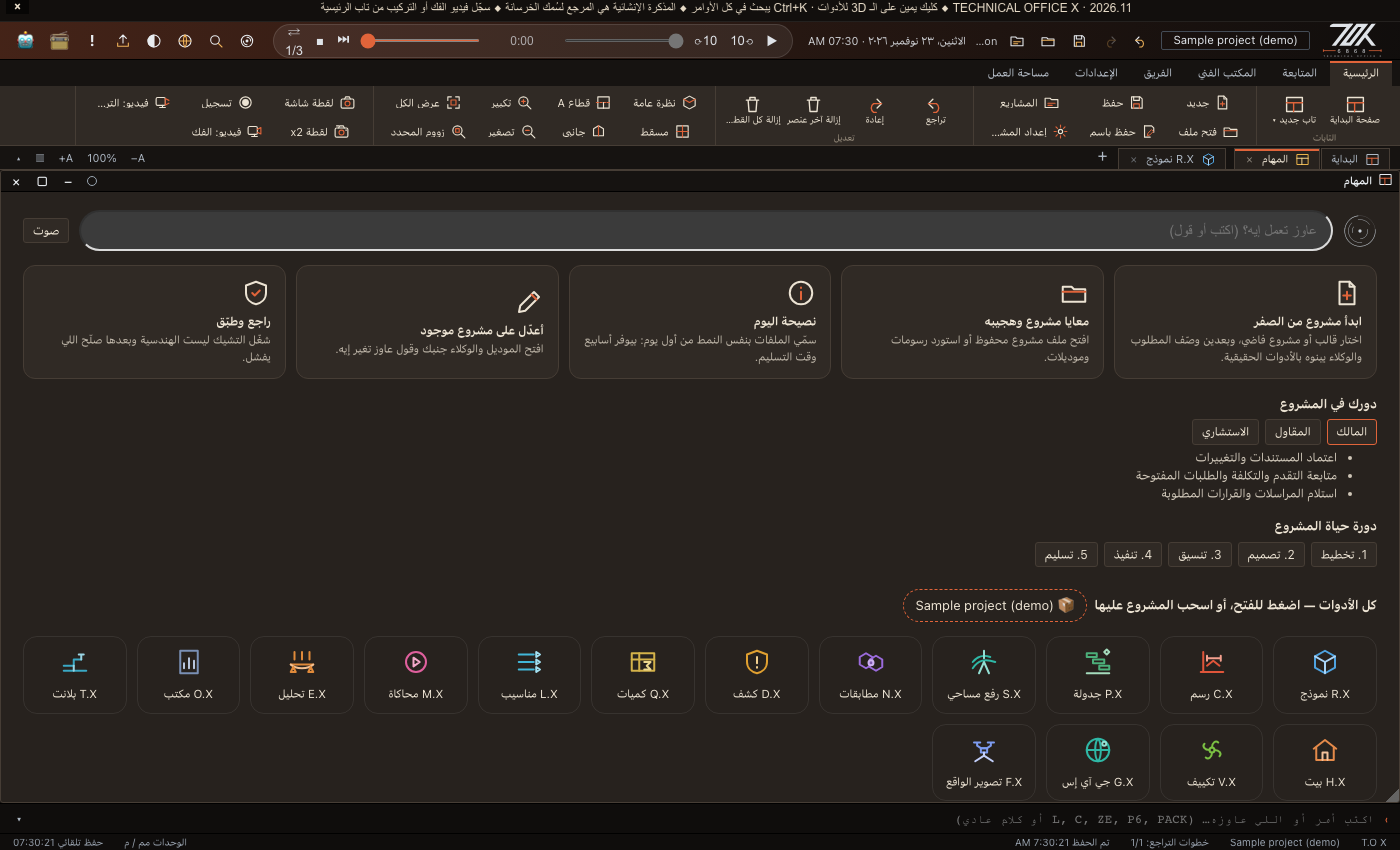 TECHNICAL OFFICE X · 2026.11 ◆ كليك يمين على الـ 3D للأدوات · Ctrl+K يبحث في كل الأوامر ◆ المذكرة الإنشائية هي المرجع لسُمك الخرسانة ◆ سجّل فيديو الفك أو التركيب من تاب الرئيسية
Sample project (demo) on... الاثنين، ٢٣ نوفمبر ٢٠٢٦ · 07:30 AM 10 10 0:00 1/3
الرئيسية المتابعة المكتب الفني الفريق الإعدادات مساحة العمل
صفحة البداية تاب جديد جديد حفظ المشاريع تراجع إعادة إزالة آخر عنصر إزالة كل القط... نظرة عامة قطاع A تكبير عرض الكل لقطة شاشة تسجيل فيديو: التر...
فتح ملف حفظ باسم إعداد المش... مسقط جانبي تصغير زووم المحدد لقطة x2 فيديو: الفك
التابات تعديل
البداية المهام × R.X نموذج × + A− 100% A+
المهام
عاوز تعمل إيه؟ (اكتب أو قول) صوت
ابدأ مشروع من الصفر
اختار قالب أو مشروع فاضي، وبعدين وصّف المطلوب
والوكلاء يبنوه بالأدوات الحقيقية.
معايا مشروع وهجيبه
افتح ملف مشروع محفوظ أو استورد رسومات
وموديلات.
نصيحة اليوم
سمّي الملفات بنفس النمط من أول يوم: بيوفر أسابيع
وقت التسليم.
أعدّل على مشروع موجود
افتح الموديل والوكلاء جنبك وقول عاوز تغير إيه.
راجع وطبّق
شغّل التشيك ليست الهندسية وبعدها صلّح اللي
يفشل.
دورك في المشروع
المالك المقاول الاستشاري
• اعتماد المستندات والتغييرات
• متابعة التقدم والتكلفة والطلبات المفتوحة
• استلام المراسلات والقرارات المطلوبة
دورة حياة المشروع
1. تخطيط 2. تصميم 3. تنسيق 4. تنفيذ 5. تسليم
كل الأدوات — اضغط للفتح، أو اسحب المشروع عليها Sample project (demo)
R.X نموذج C.X رسم P.X جدولة S.X رفع مساحي N.X مطابقات D.X كشف Q.X كميات L.X مناسيب M.X محاكاة E.X تحليل O.X مكتب T.X بلانت
H.X بيت V.X تكييف G.X جي آي إس F.X تصوير الواقع
اكتب أمر أو اللي عاوزه… (L, C, ZE, P6, PACK أو كلام عادي)
T.O X Sample project (demo) خطوات التراجع: 1/1 تم الحفظ 7:30:21 AM الوحدات مم / م حفظ تلقائي 07:30:21